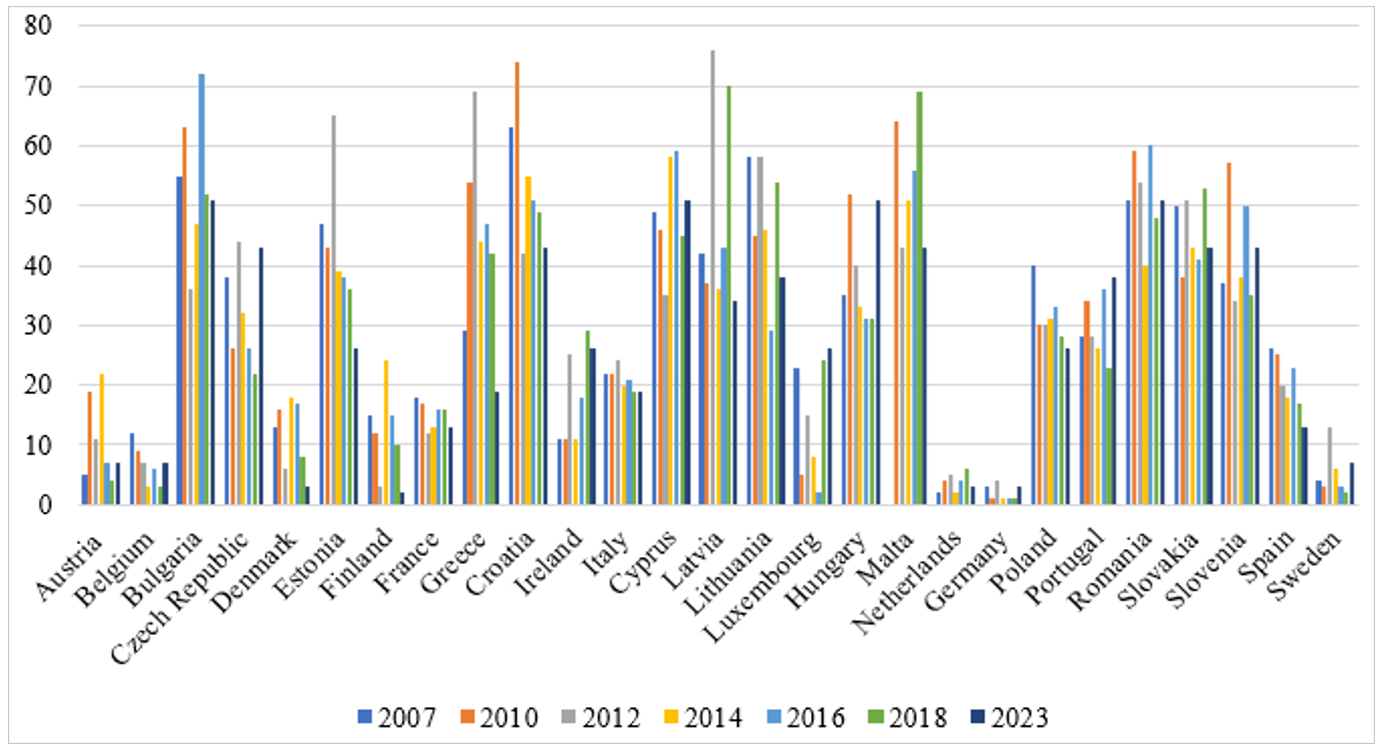 80
70
60
50
40
30
20
10
0
Austria
Belgium
Bulgaria
Czech Republic
Denmark
Estonia
Finland
France
Greece
Croatia
Ireland
Italy
Cyprus
Latvia
Lithuania
Luxembourg
Hungary
Malta
Netherlands
Germany
Poland
Portugal
Romania
Slovakia
Slovenia
Spain
Sweden
2007 2010 2012 2014 2016 2018 2023